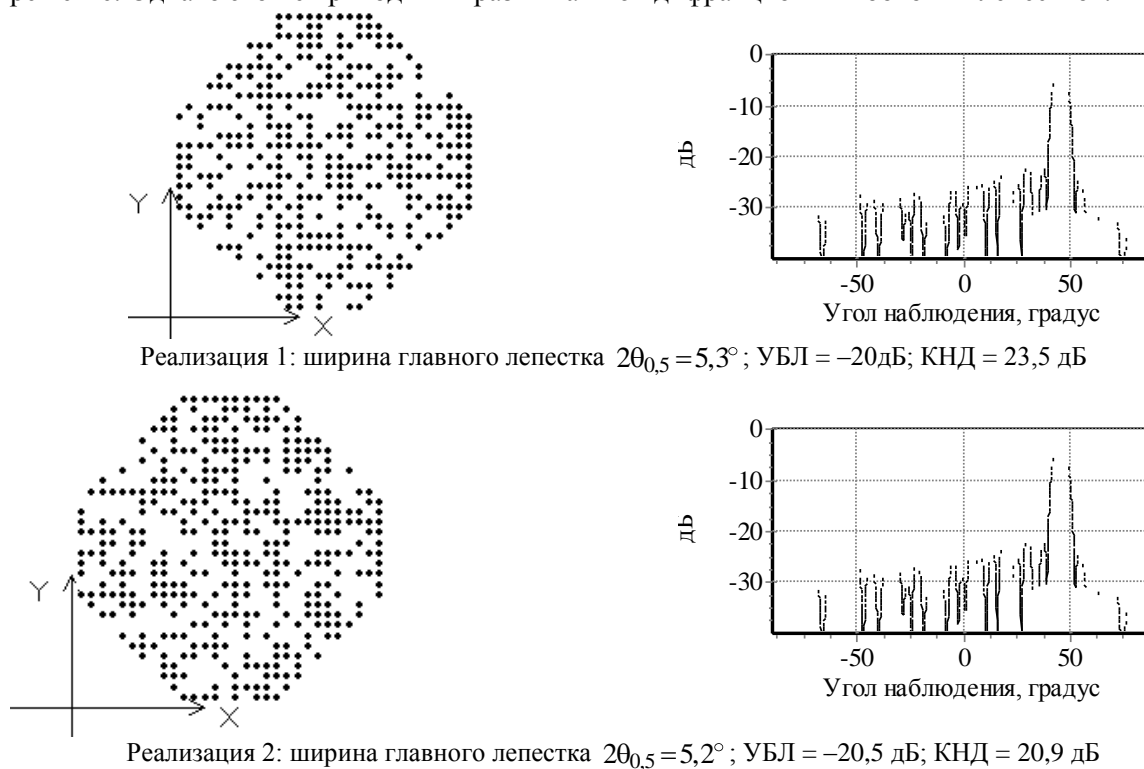 0
-10
-20
-30
дБ
-50 0 50
Угол наблюдения, градус
Y
X
Реализация 1: ширина главного лепестка 2θ0,5 = 5,3°; УБЛ = –20дБ; КНД = 23,5 дБ
0
-10
-20
-30
дБ
-50 0 50
Угол наблюдения, градус
Y
X
Реализация 2: ширина главного лепестка 2θ0,5 = 5,2°; УБЛ = –20,5 дБ; КНД = 20,9 дБ